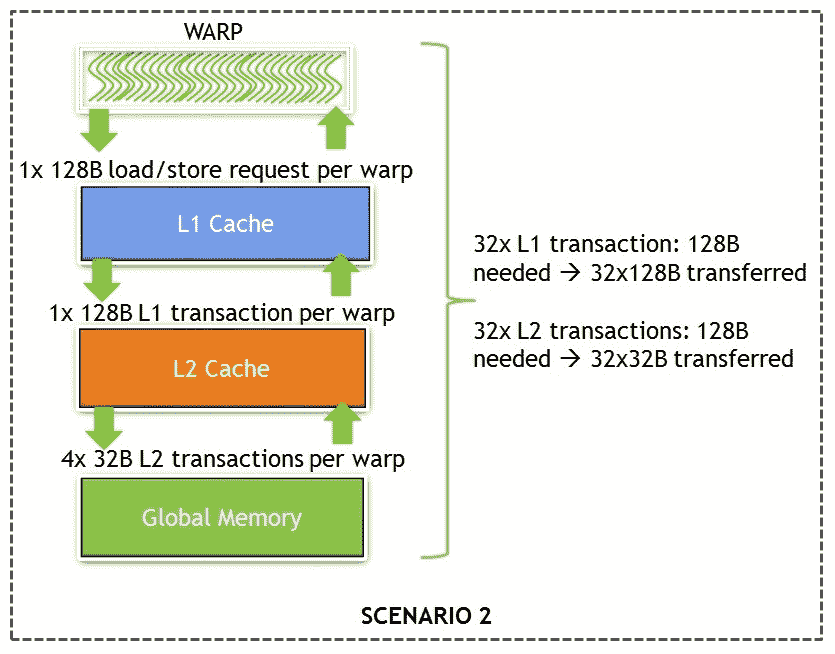 WARP
1x 128B load/store request per warp
L1 Cache
1x 128B L1 transaction per warp
L2 Cache
4x 32B L2 transactions per warp
Global Memory
32x L1 transaction: 128B
needed → 32x128B transferred
32x L2 transactions: 128B
needed → 32x32B transferred
SCENARIO 2